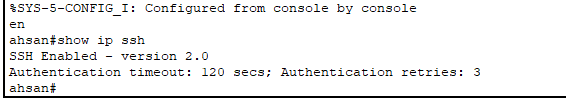 %SYS-5-CONFIG_I: Configured from console by console
en
ahsan#show ip ssh
SSH Enabled - version 2.0
Authentication timeout: 120 secs; Authentication retries: 3
ahsan#